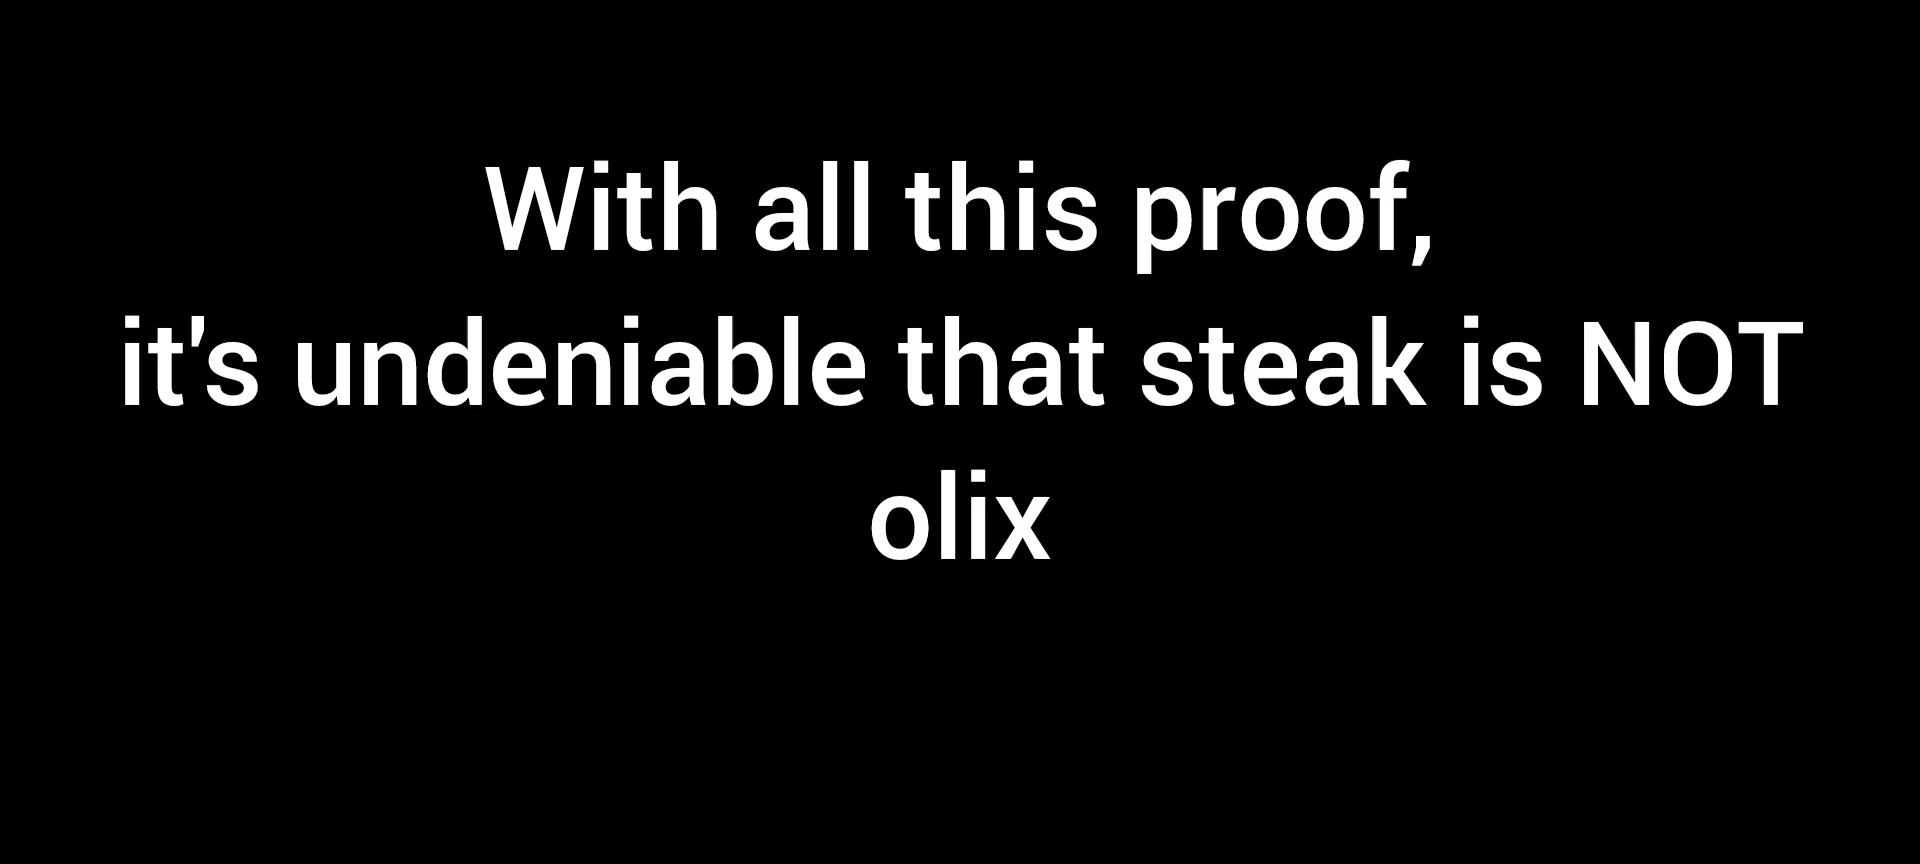 With all this proof,
it's undeniable that steak is NOT
olix